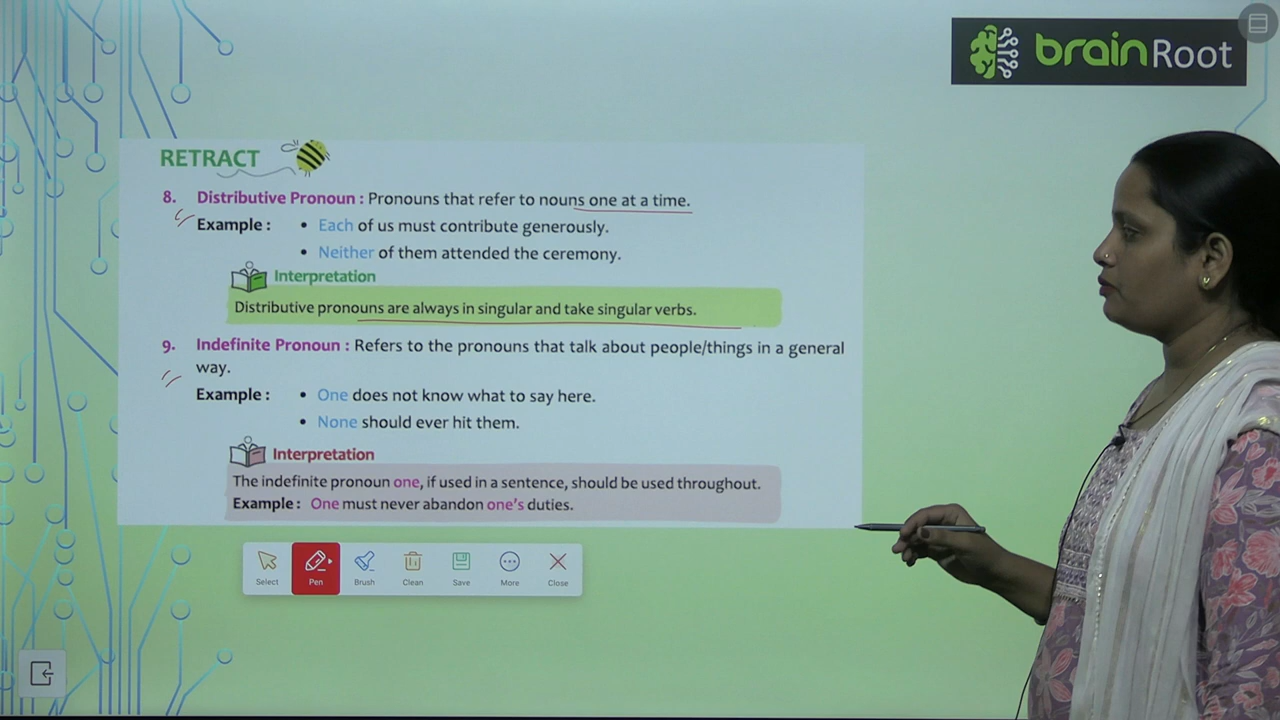 brainRoot
RETRACT
8. Distributive Pronoun : Pronouns that refer to nouns one at a time.
Example : • Each of us must contribute generously.
• Neither of them attended the ceremony.
Interpretation
Distributive pronouns are always in singular and take singular verbs.
9. Indefinite Pronoun : Refers to the pronouns that talk about people/things in a general
way.
Example : • One does not know what to say here.
• None should ever hit them.
Interpretation
The indefinite pronoun one, if used in a sentence, should be used throughout.
Example : One must never abandon one's duties.
Select Pen Brush Clean Save More Close